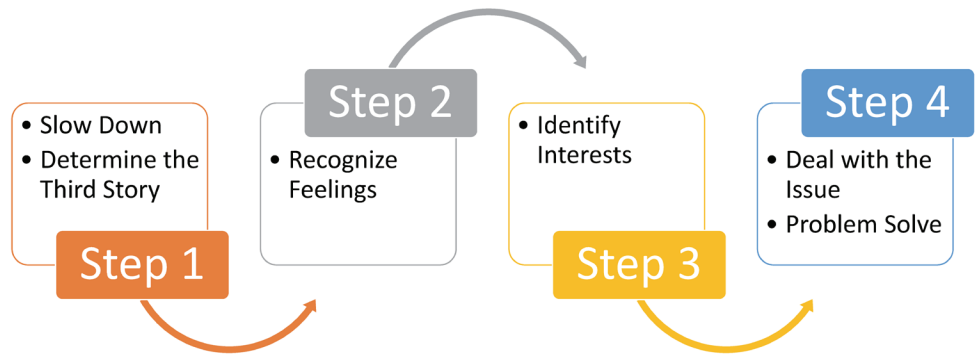 • Slow Down
• Determine the
Third Story
Step 1
Step 2
• Recognize
Feelings
• Identify
Interests
Step 3
Step 4
• Deal with the
Issue
• Problem Solve